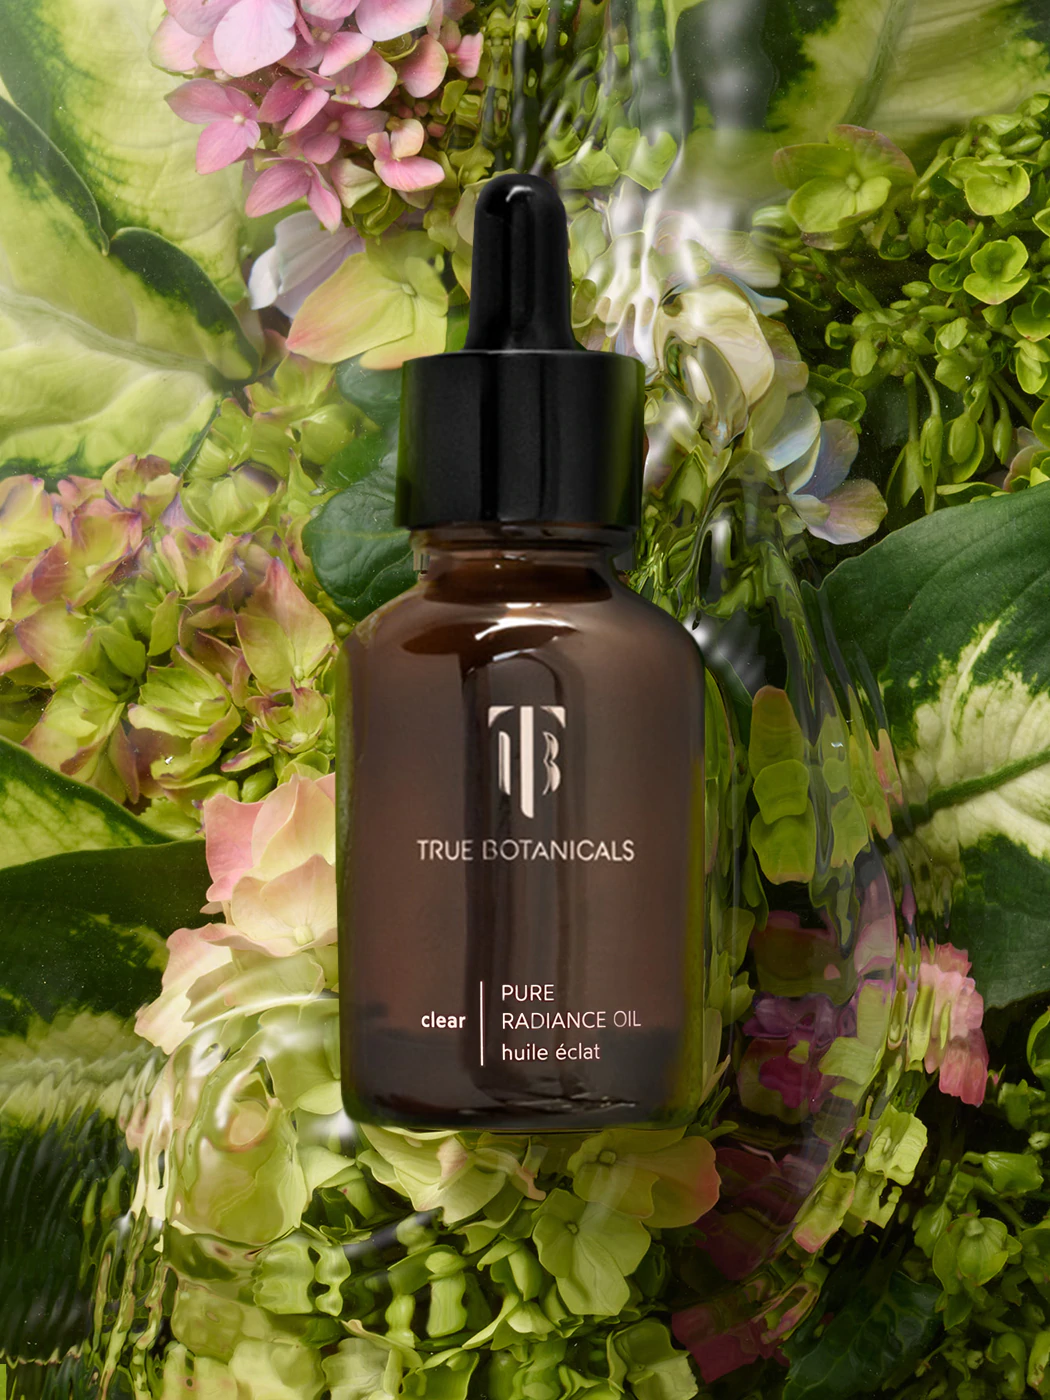 TB
TRUE BOTANICALS
clear
PURE
RADIANCE OIL
huile éclat